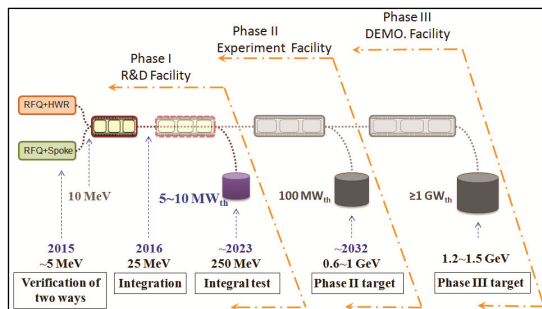 Phase III
DEMO. Facility
Phase II
Experiment Facility
Phase I
R&D Facility
RFQ+HWR
RFQ+Spoke
10 MeV
5~10 MWth
100 MWth
≥1 GWth
2015
~5 MeV
Verification of
two ways
2016
25 MeV
Integration
~2023
250 MeV
Integral test
~2032
0.6~1 GeV
Phase II target
1.2~1.5 GeV
Phase III target